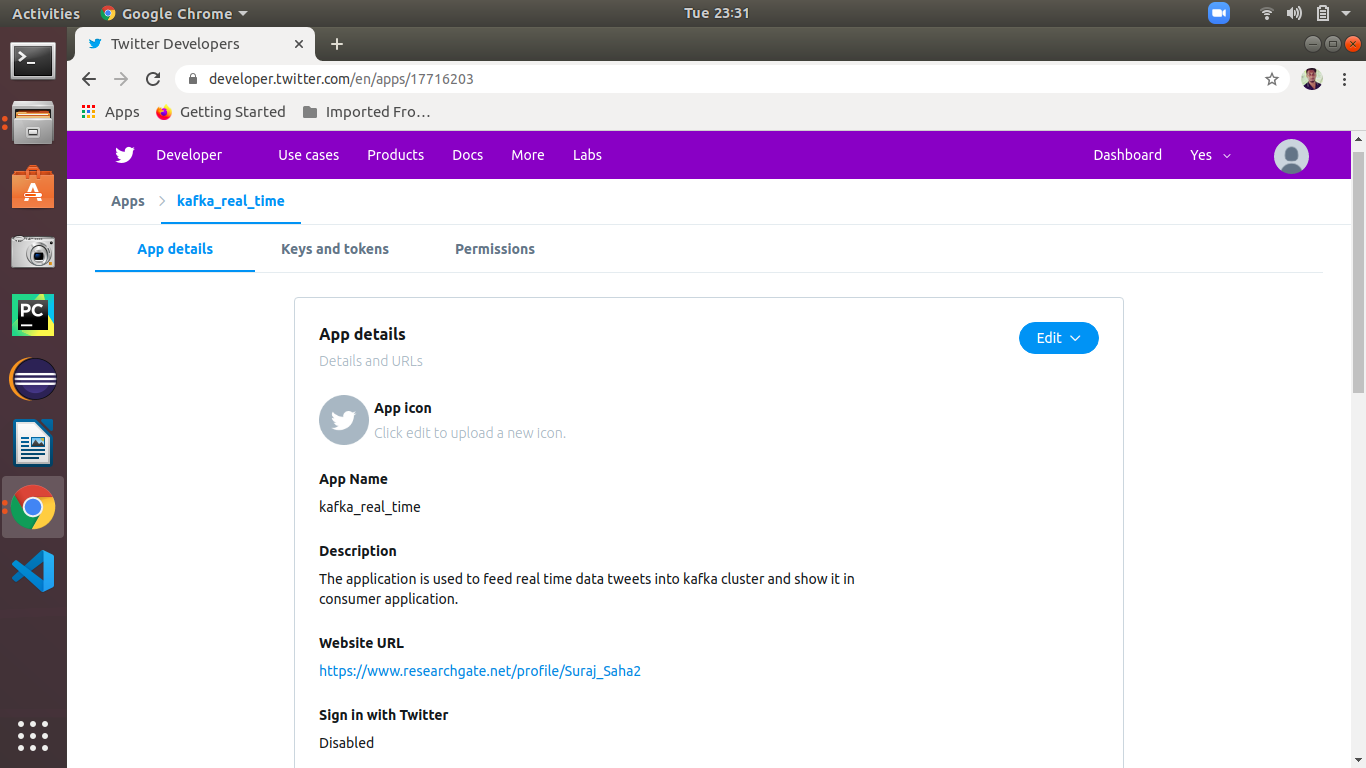 Activities Google Chrome Tue 23:31
Twitter Developers
developer.twitter.com/en/apps/17716203
Apps Getting Started Imported Fro…
Developer Use cases Products Docs More Labs Dashboard Yes
Apps kafka_real_time
App details Keys and tokens Permissions
App details
Edit
Details and URLs
App icon
Click edit to upload a new icon.
App Name
kafka_real_time
Description
The application is used to feed real time data tweets into kafka cluster and show it in
consumer application.
Website URL
https://www.researchgate.net/profile/Suraj_Saha2
Sign in with Twitter
Disabled
PC